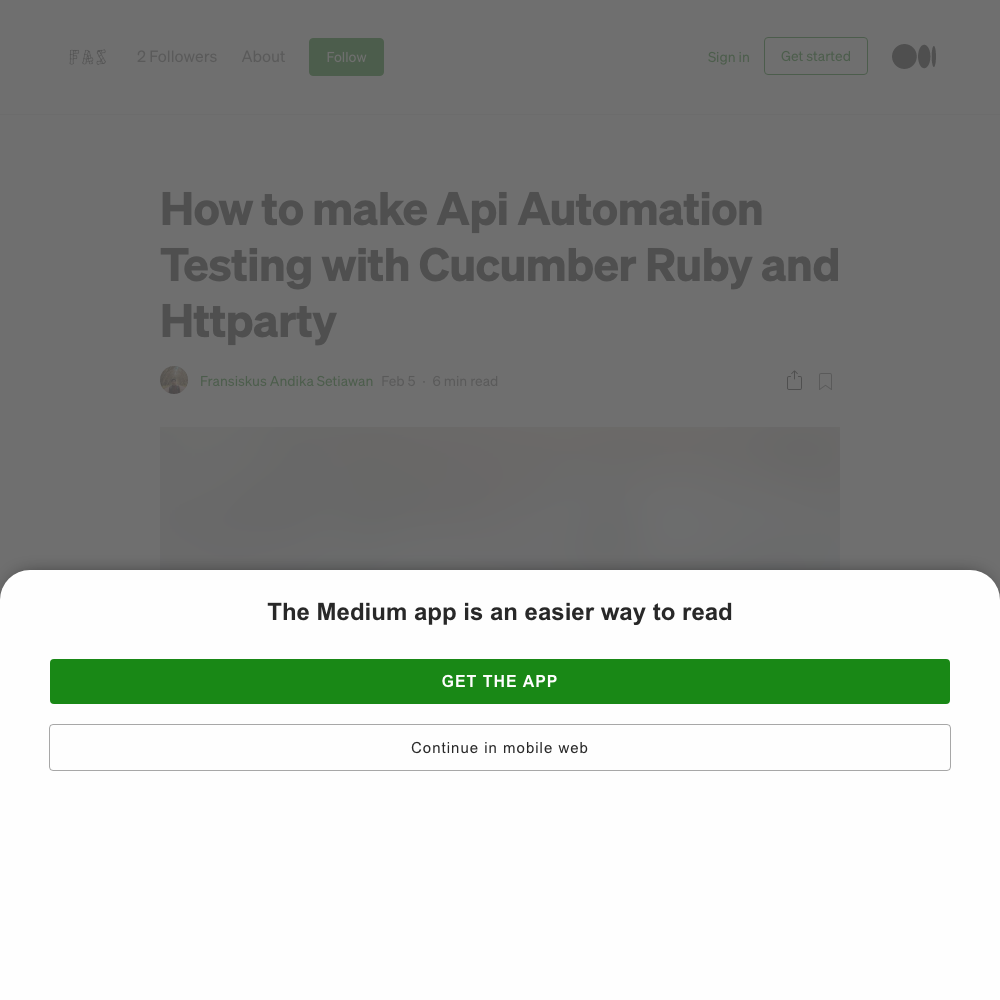 FAS 2 Followers About Follow Sign in Get started
How to make Api Automation
Testing with Cucumber Ruby and
Httparty
Fransiskus Andika Setiawan Feb 5 · 6 min read
The Medium app is an easier way to read
GET THE APP
Continue in mobile web